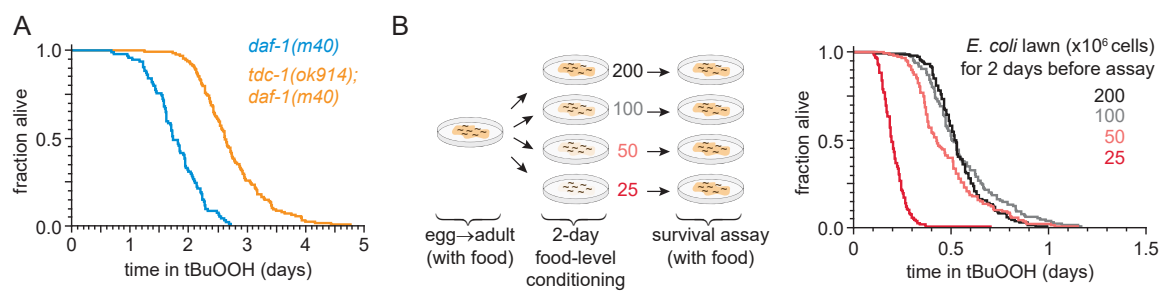 A
daf-1(m40)
tdc-1(ok914);
daf-1(m40)
1.0
0.5
0
fraction alive
0 1 2 3 4 5
time in tBuOOH (days)
B
200
100
50
25
egg→adult
(with food)
2-day
food-level
conditioning
survival assay
(with food)
E. coli lawn (x10⁶ cells)
for 2 days before assay
200
100
50
25
1.0
0.5
0
fraction alive
0 0.5 1.0 1.5
time in tBuOOH (days)